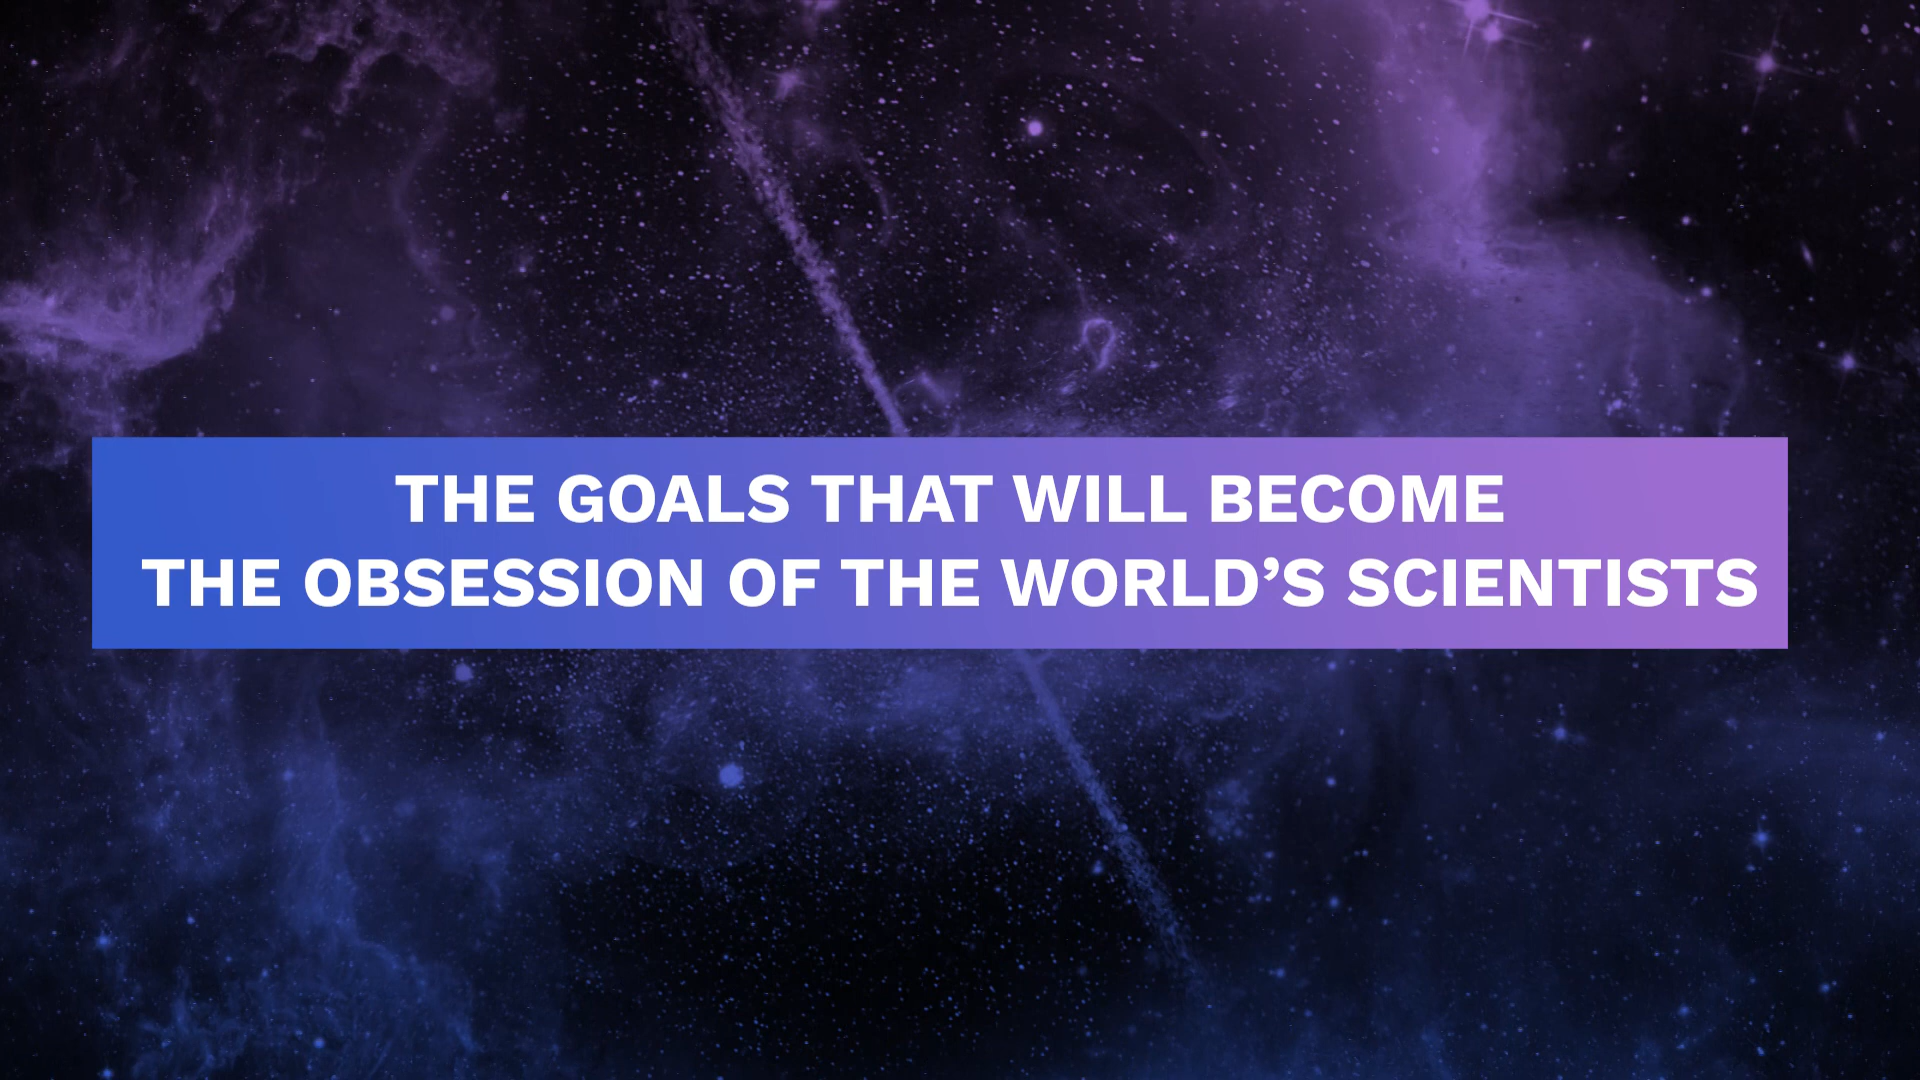 THE GOALS THAT WILL BECOME
THE OBSESSION OF THE WORLD’S SCIENTISTS